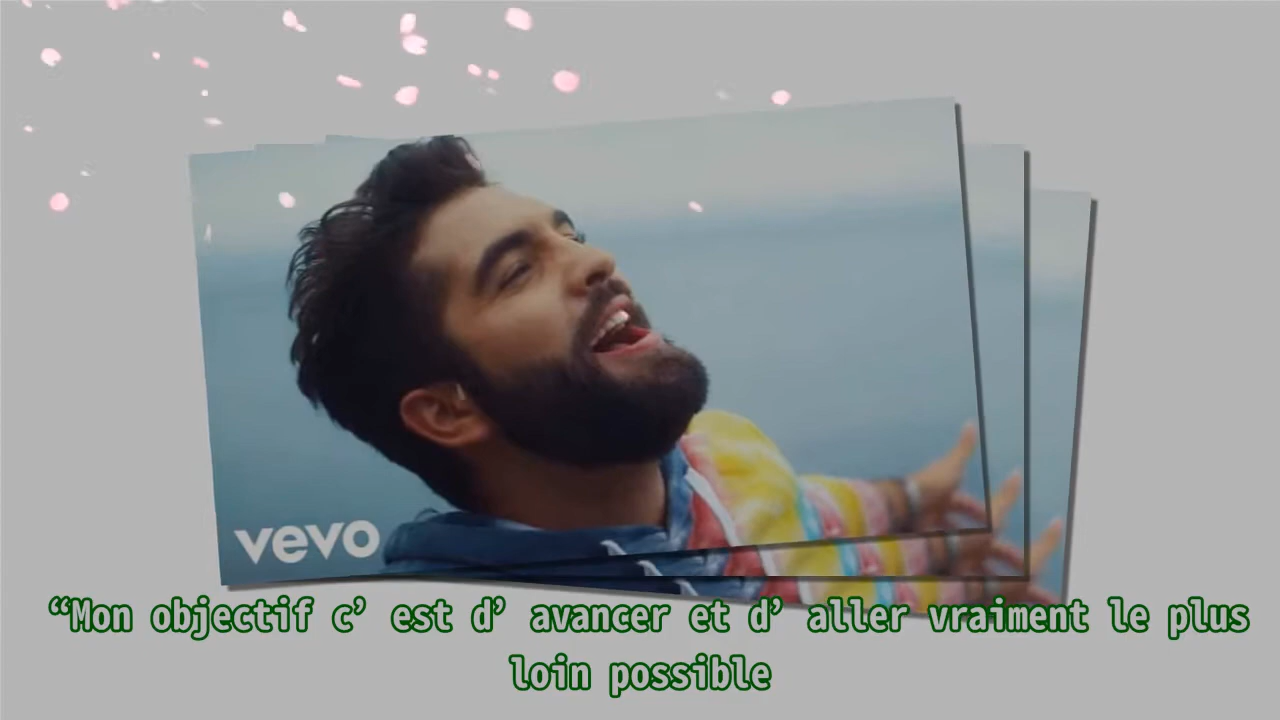 vevo
“Mon objectif c’ est d’ avancer et d’ aller vraiment le plus
loin possible